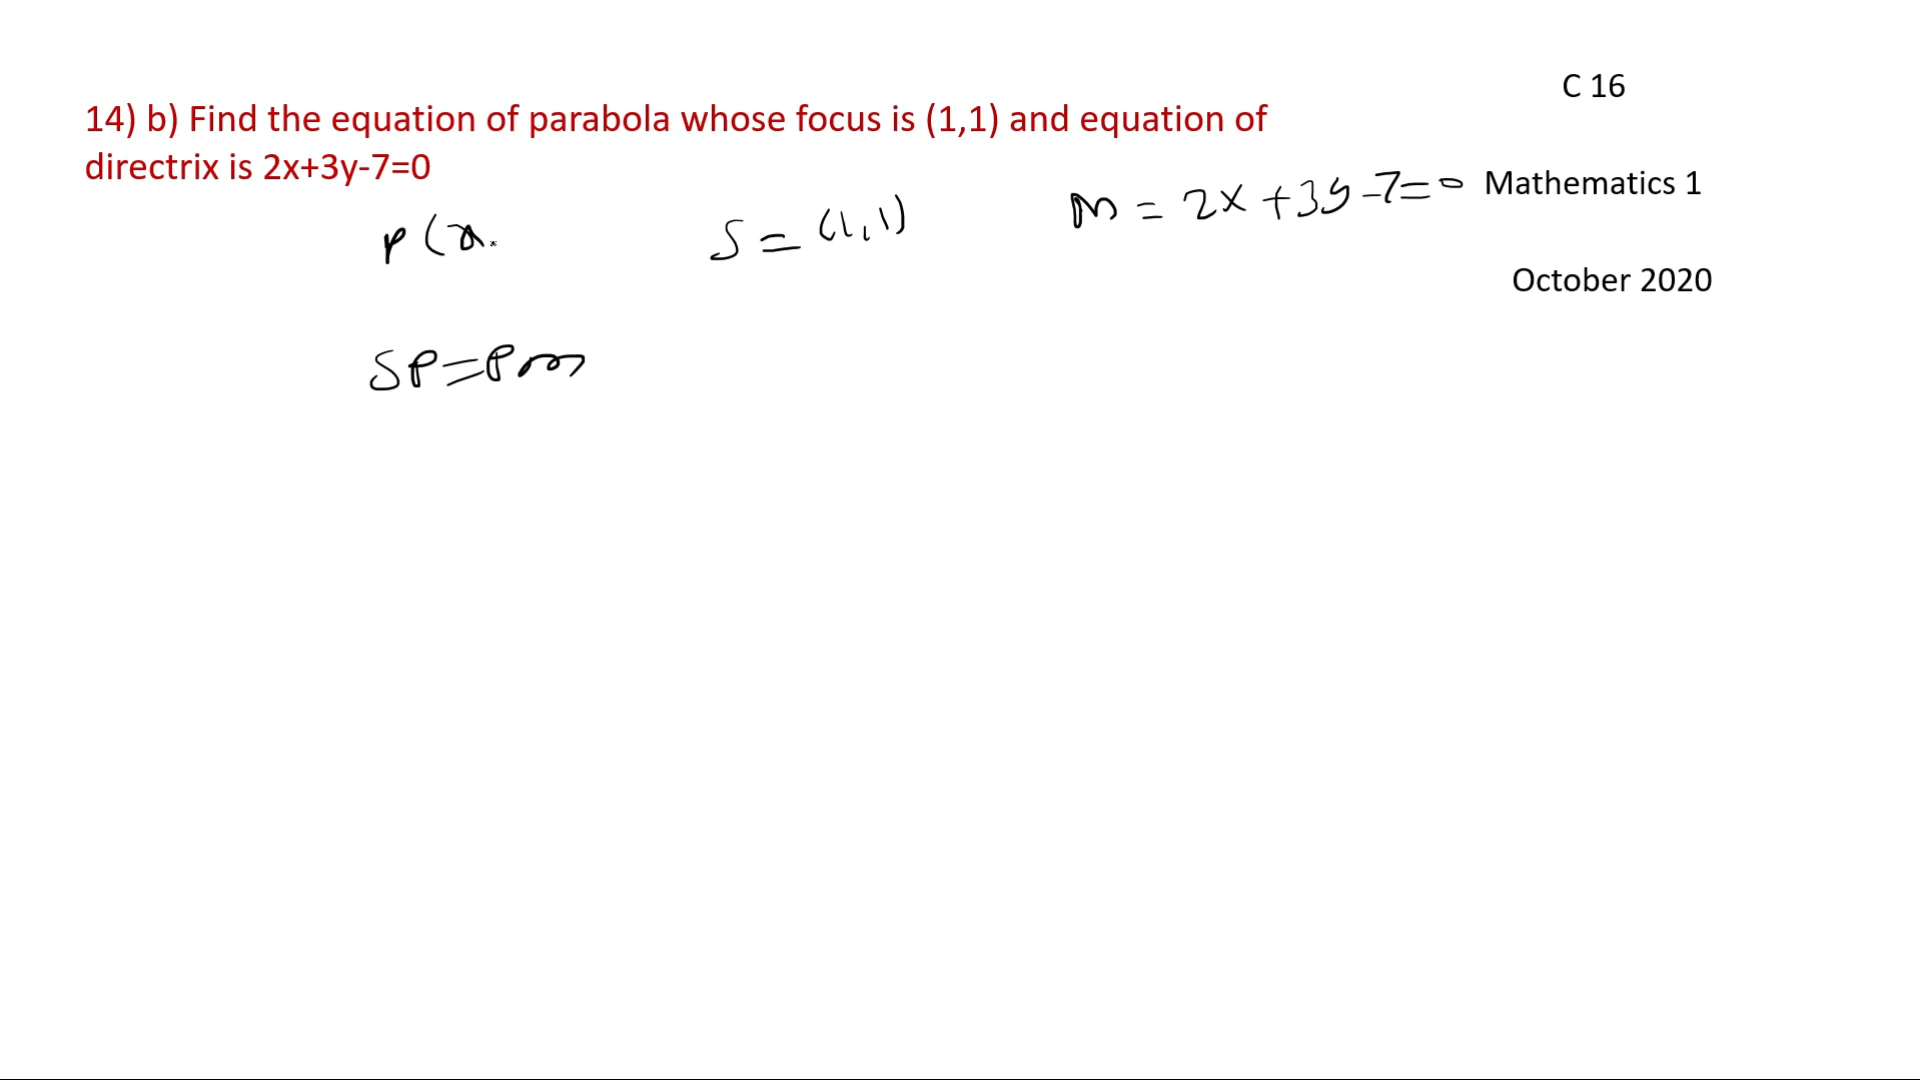 C 16
14) b) Find the equation of parabola whose focus is (1,1) and equation of
directrix is 2x+3y-7=0
Mathematics 1
P(x, S = (1,1) m = 2x+3y-7=0
October 2020
SP=Pm